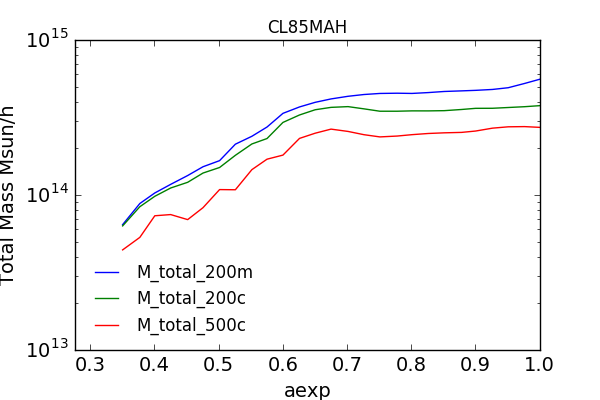 CL85MAH
10^15
10^14
10^13
Total Mass Msun/h
M_total_200m
M_total_200c
M_total_500c
0.3 0.4 0.5 0.6 0.7 0.8 0.9 1.0
aexp